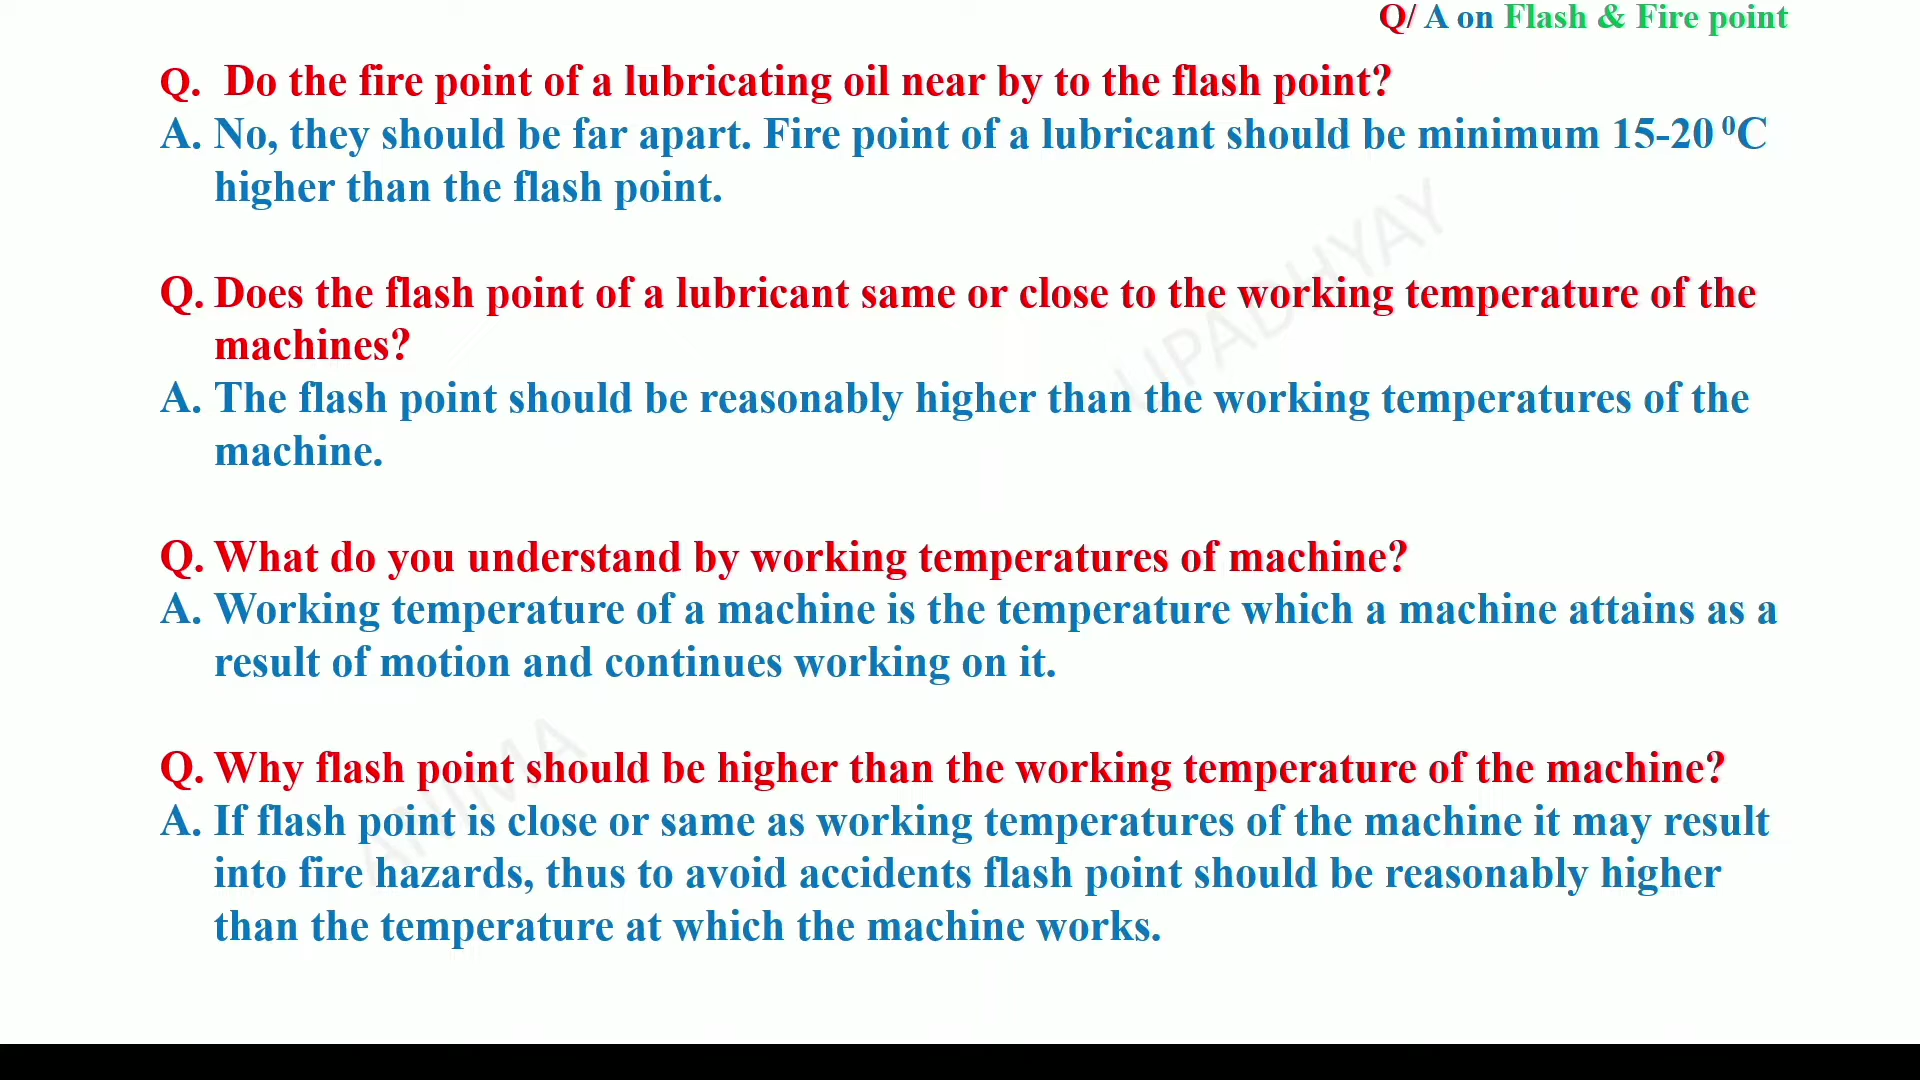 Q/ A on Flash & Fire point
Q. Do the fire point of a lubricating oil near by to the flash point?
A. No, they should be far apart. Fire point of a lubricant should be minimum 15-20 ⁰C
higher than the flash point.
Q. Does the flash point of a lubricant same or close to the working temperature of the
machines?
A. The flash point should be reasonably higher than the working temperatures of the
machine.
Q. What do you understand by working temperatures of machine?
A. Working temperature of a machine is the temperature which a machine attains as a
result of motion and continues working on it.
Q. Why flash point should be higher than the working temperature of the machine?
A. If flash point is close or same as working temperatures of the machine it may result
into fire hazards, thus to avoid accidents flash point should be reasonably higher
than the temperature at which the machine works.
UPADHYAY